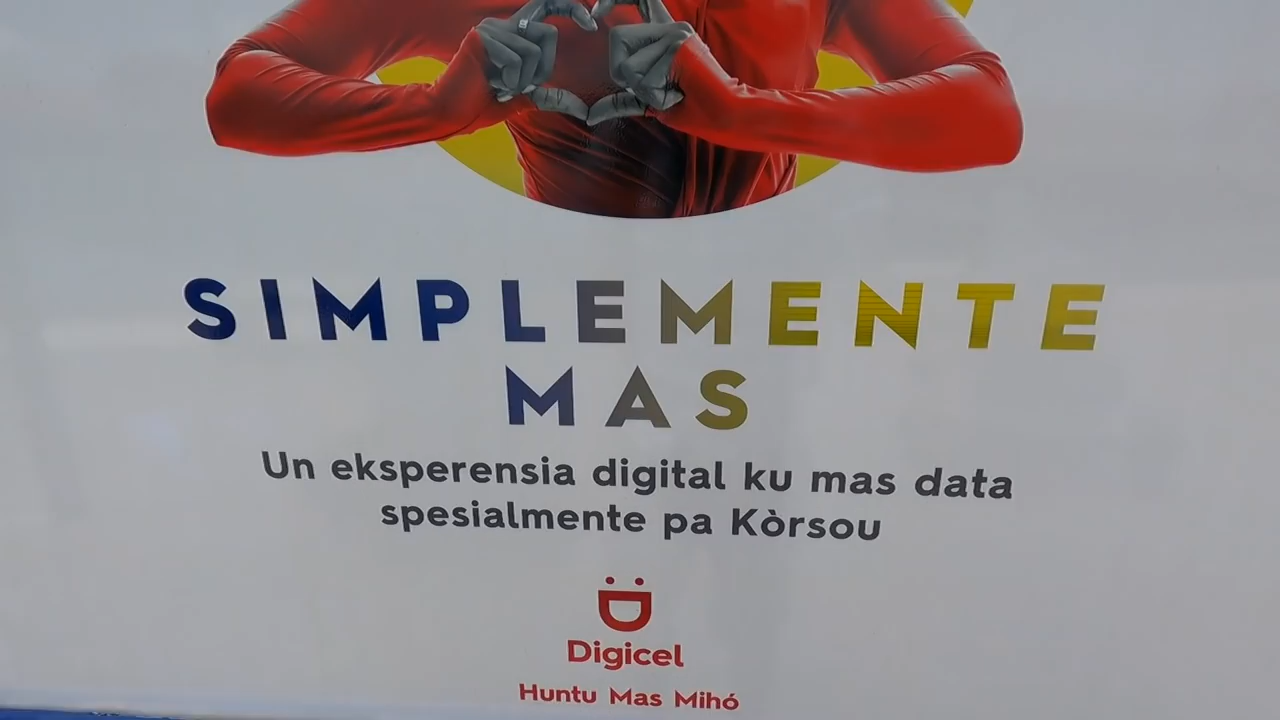 SIMPLEMENTE
MAS
Un eksperensia digital ku mas data
spesialmente pa Kòrsou
Digicel
Huntu Mas Mihó